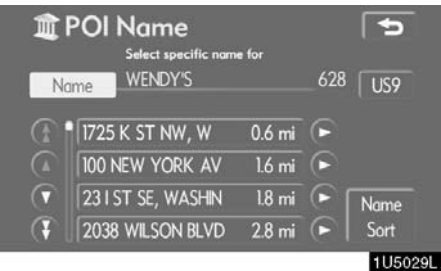 POI Name
Select specific name for
Name WENDY'S 628 US9
1725 K ST NW, W 0.6 mi
100 NEW YORK AV 1.6 mi
23 I ST SE, WASHIN 1.8 mi
2038 WILSON BLVD 2.8 mi
Name
Sort
1U5029L